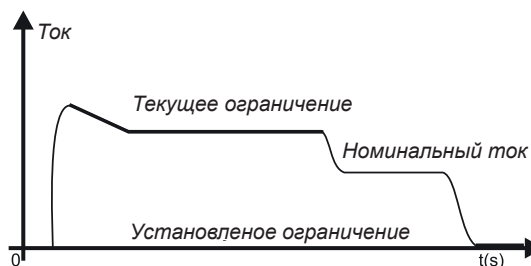 Ток
Текущее ограничение
Номинальный ток
Установленое ограничение
0
t(s)